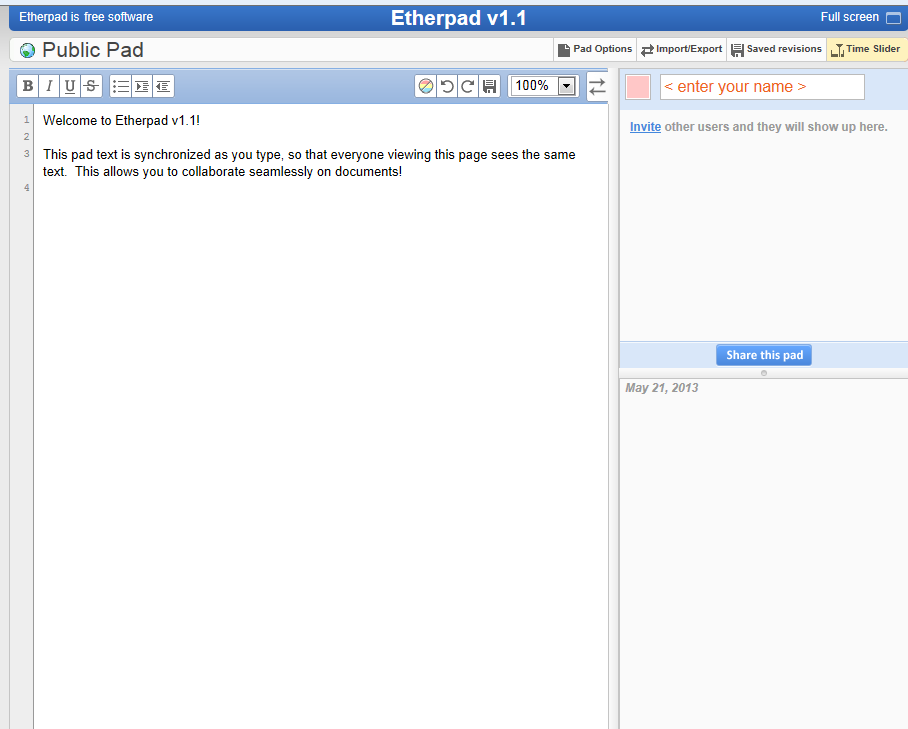 Etherpad is free software
Etherpad v1.1
Full screen
Public Pad
Pad Options
Import/Export
Saved revisions
Time Slider
B I U S
100%
< enter your name >
1 Welcome to Etherpad v1.1!
2
3 This pad text is synchronized as you type, so that everyone viewing this page sees the same
text.  This allows you to collaborate seamlessly on documents!
4
Invite other users and they will show up here.
Share this pad
May 21, 2013